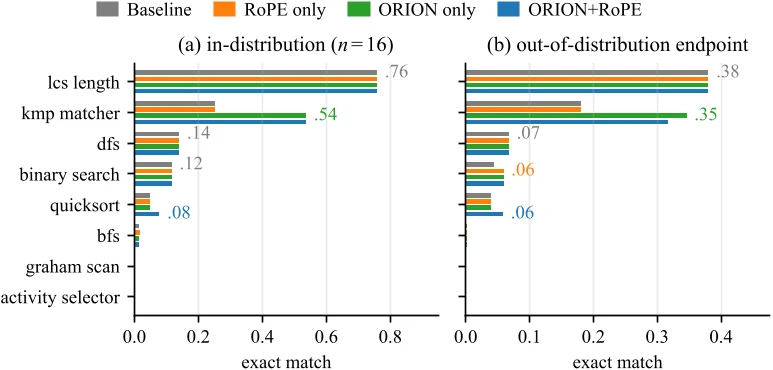 Baseline RoPE only ORION only ORION+RoPE
(a) in-distribution (n = 16)
(b) out-of-distribution endpoint
lcs length
kmp matcher
dfs
binary search
quicksort
bfs
graham scan
activity selector
.76
.54
.14
.12
.08
0.0 0.2 0.4 0.6 0.8
exact match
.38
.35
.07
.06
.06
0.0 0.1 0.2 0.3 0.4
exact match